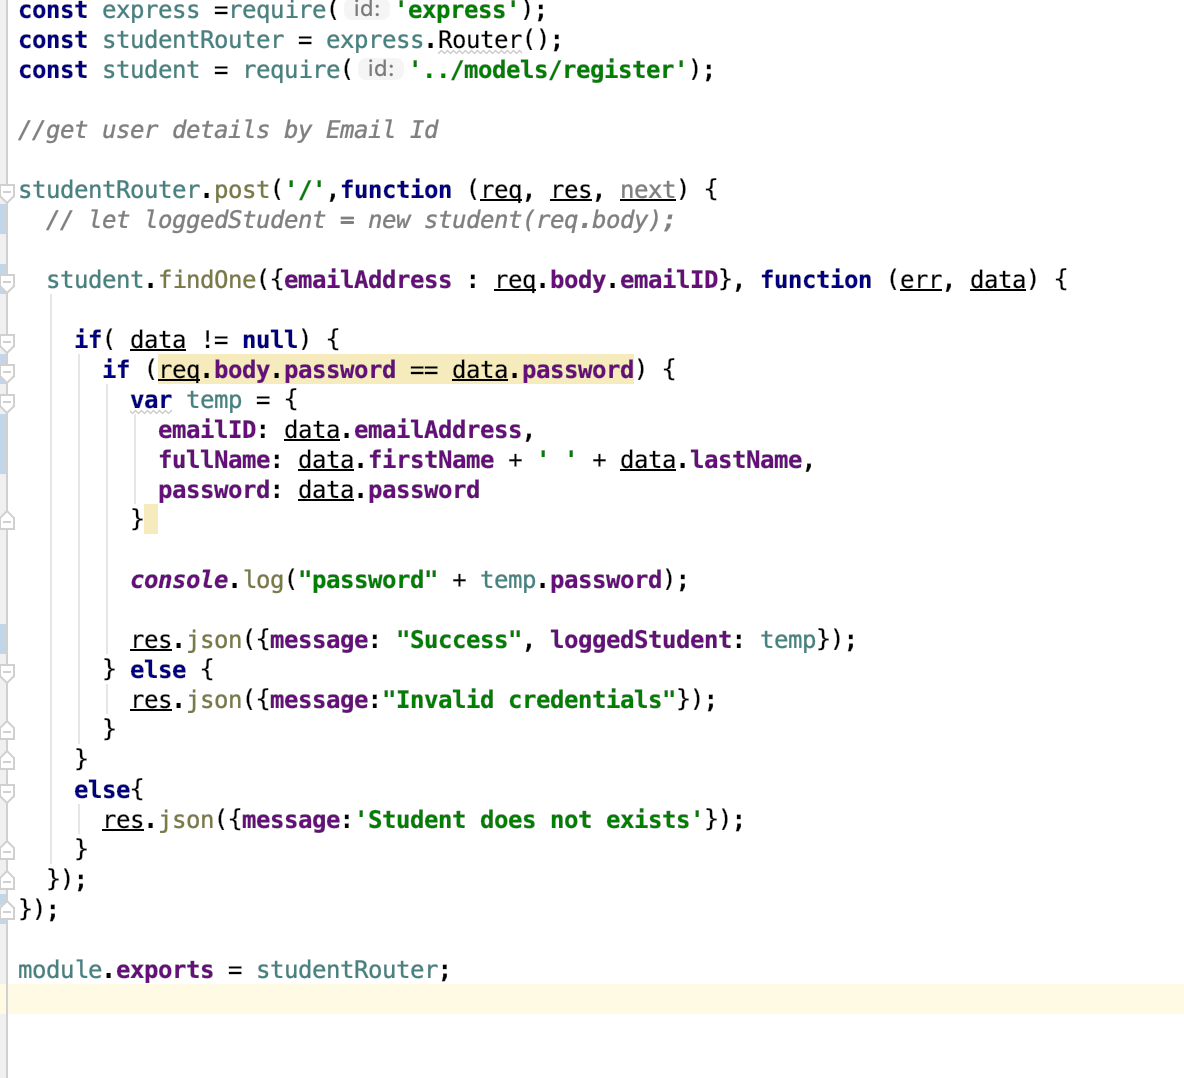 const express =require( id: 'express');
const studentRouter = express.Router();
const student = require( id: '../models/register');
//get user details by Email Id
studentRouter.post('/',function (req, res, next) {
// let loggedStudent = new student(req.body);
student.findOne({emailAddress : req.body.emailID}, function (err, data) {
if( data != null) {
if (req.body.password == data.password) {
var temp = {
emailID: data.emailAddress,
fullName: data.firstName + ' ' + data.lastName,
password: data.password
}
console.log("password" + temp.password);
res.json({message: "Success", loggedStudent: temp});
} else {
res.json({message:"Invalid credentials"});
}
}
else{
res.json({message:'Student does not exists'});
}
});
});
module.exports = studentRouter;